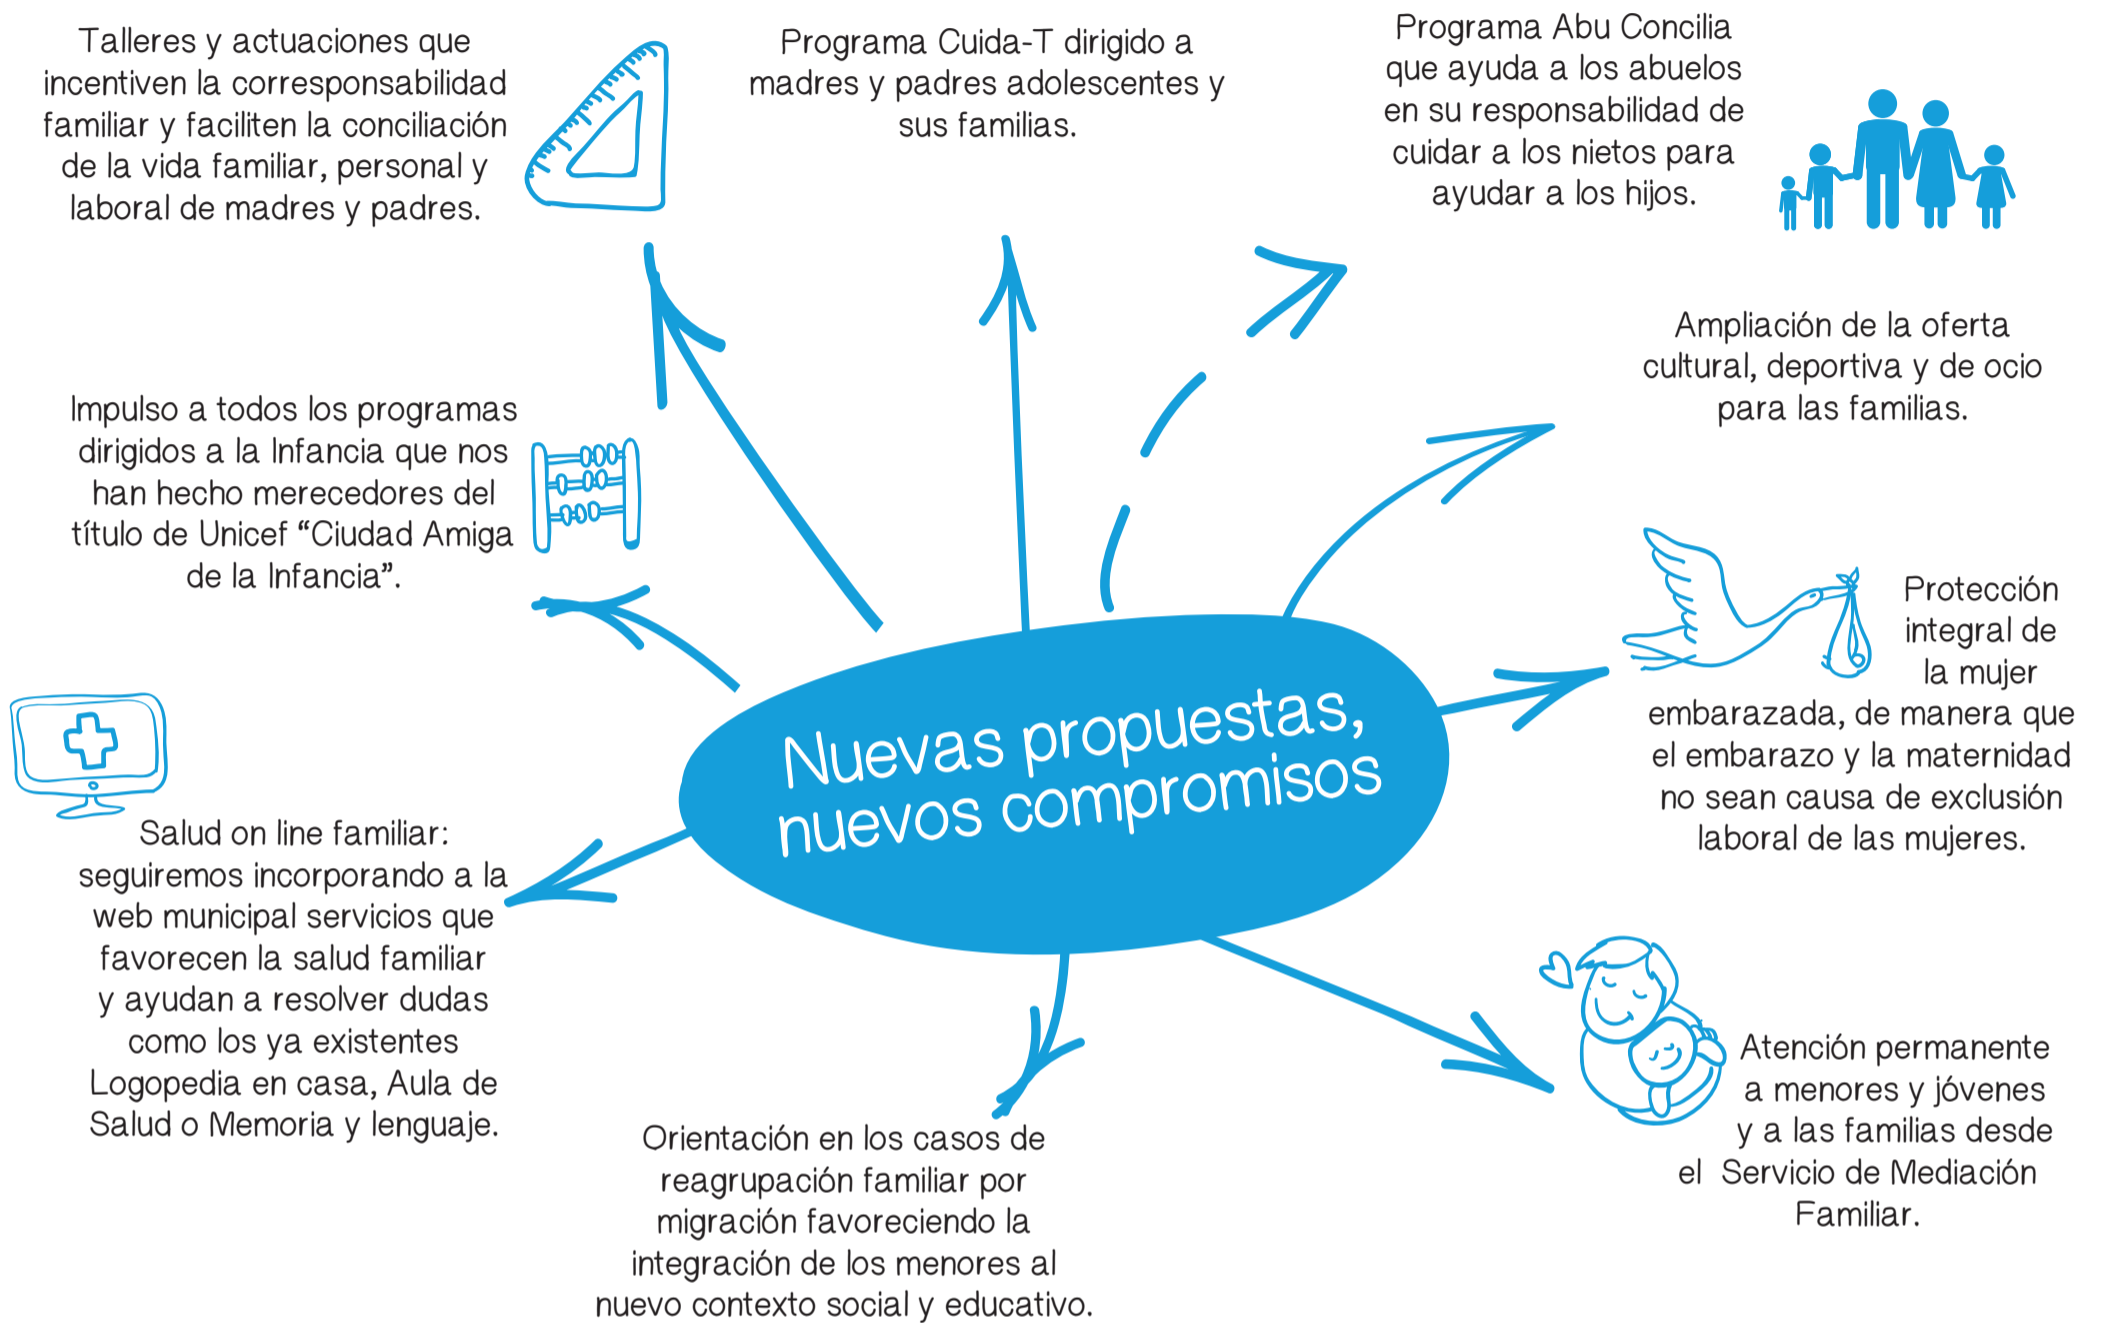 Talleres y actuaciones que
incentiven la corresponsabilidad
familiar y faciliten la conciliación
de la vida familiar, personal y
laboral de madres y padres.
Programa Cuida-T dirigido a
madres y padres adolescentes y
sus familias.
Programa Abu Concilia
que ayuda a los abuelos
en su responsabilidad de
cuidar a los nietos para
ayudar a los hijos.
Ampliación de la oferta
cultural, deportiva y de ocio
para las familias.
Impulso a todos los programas
dirigidos a la Infancia que nos
han hecho merecedores del
título de Unicef “Ciudad Amiga
de la Infancia”.
Protección
integral de
la mujer
embarazada, de manera que
el embarazo y la maternidad
no sean causa de exclusión
laboral de las mujeres.
Nuevas propuestas,
nuevos compromisos
Salud on line familiar:
seguiremos incorporando a la
web municipal servicios que
favorecen la salud familiar
y ayudan a resolver dudas
como los ya existentes
Logopedia en casa, Aula de
Salud o Memoria y lenguaje.
Orientación en los casos de
reagrupación familiar por
migración favoreciendo la
integración de los menores al
nuevo contexto social y educativo.
Atención permanente
a menores y jóvenes
y a las familias desde
el Servicio de Mediación
Familiar.